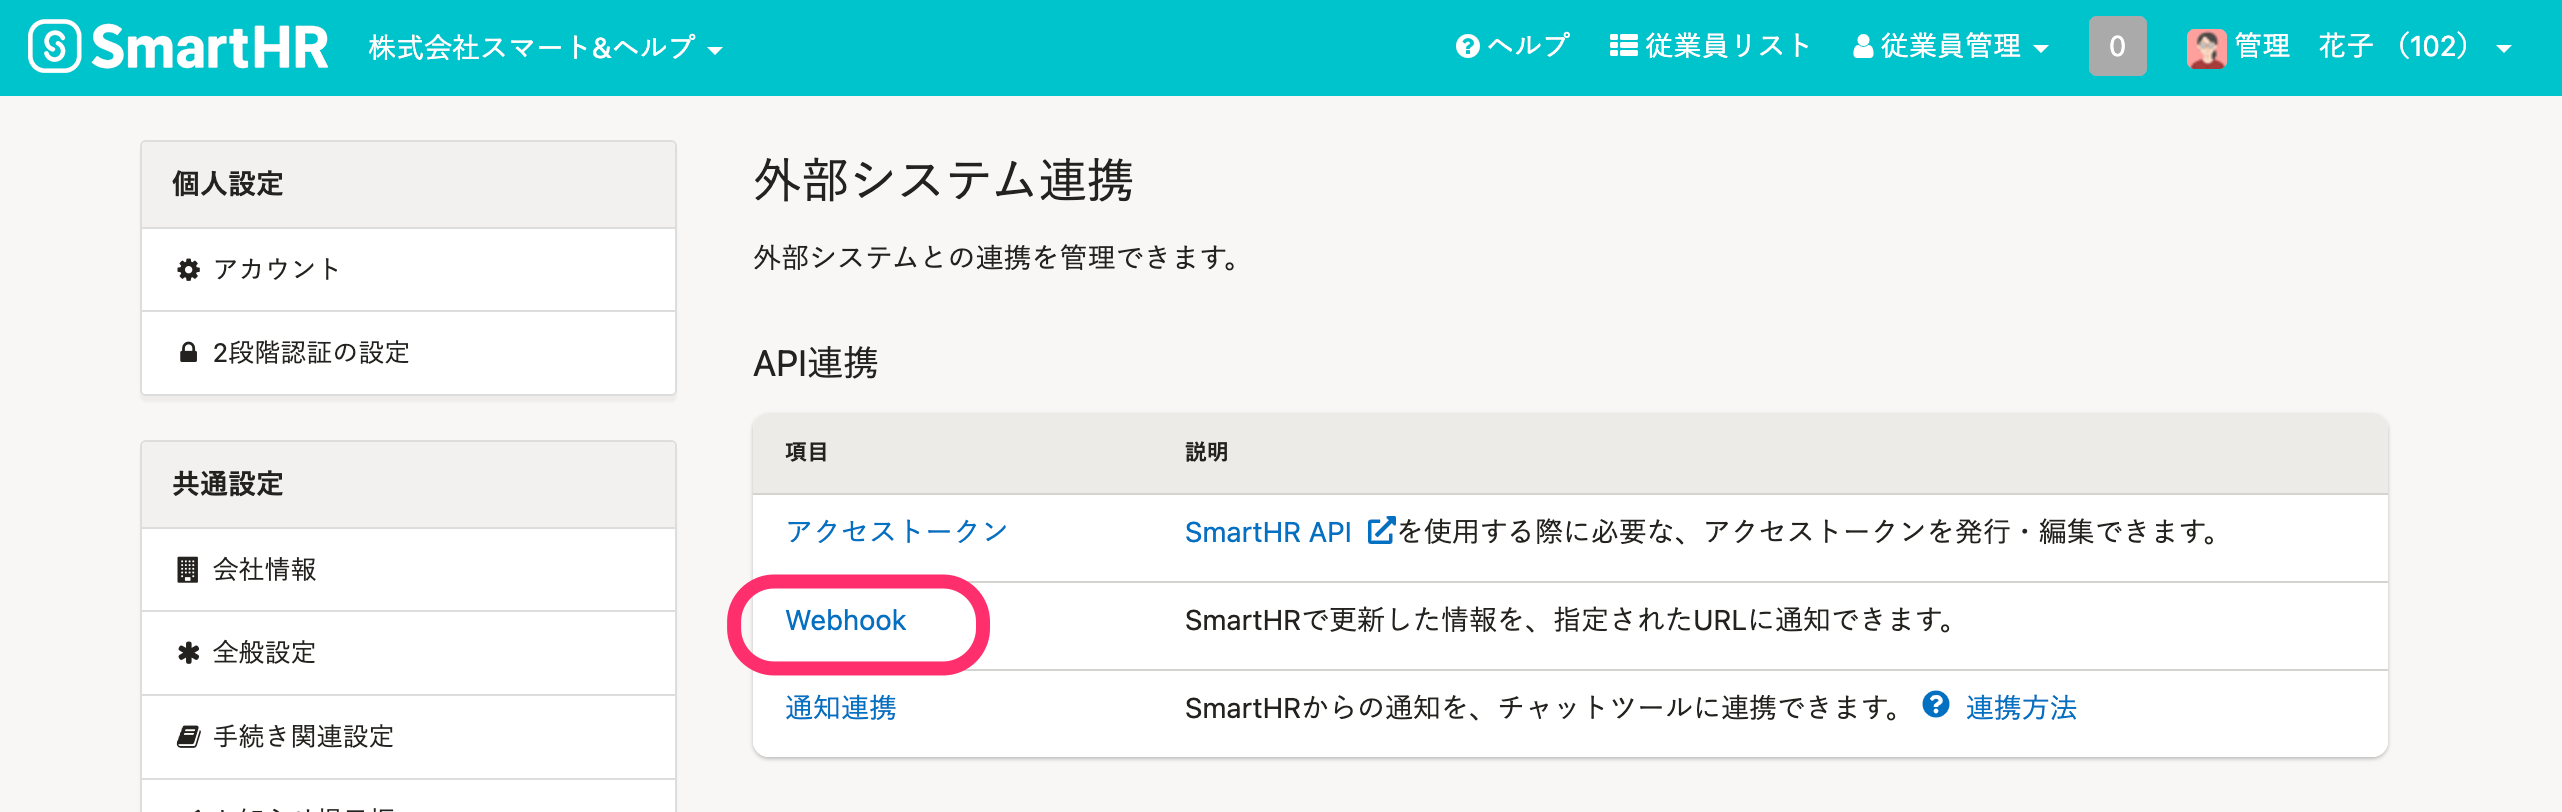 SmartHR 株式会社スマート&ヘルプ ヘルプ 従業員リスト 従業員管理 0 管理 花子 （102）
個人設定
アカウント
2段階認証の設定
共通設定
会社情報
全般設定
手続き関連設定
外部システム連携
外部システムとの連携を管理できます。
API連携
項目 説明
アクセストークン SmartHR API を使用する際に必要な、アクセストークンを発行・編集できます。
Webhook SmartHRで更新した情報を、指定されたURLに通知できます。
通知連携 SmartHRからの通知を、チャットツールに連携できます。 連携方法